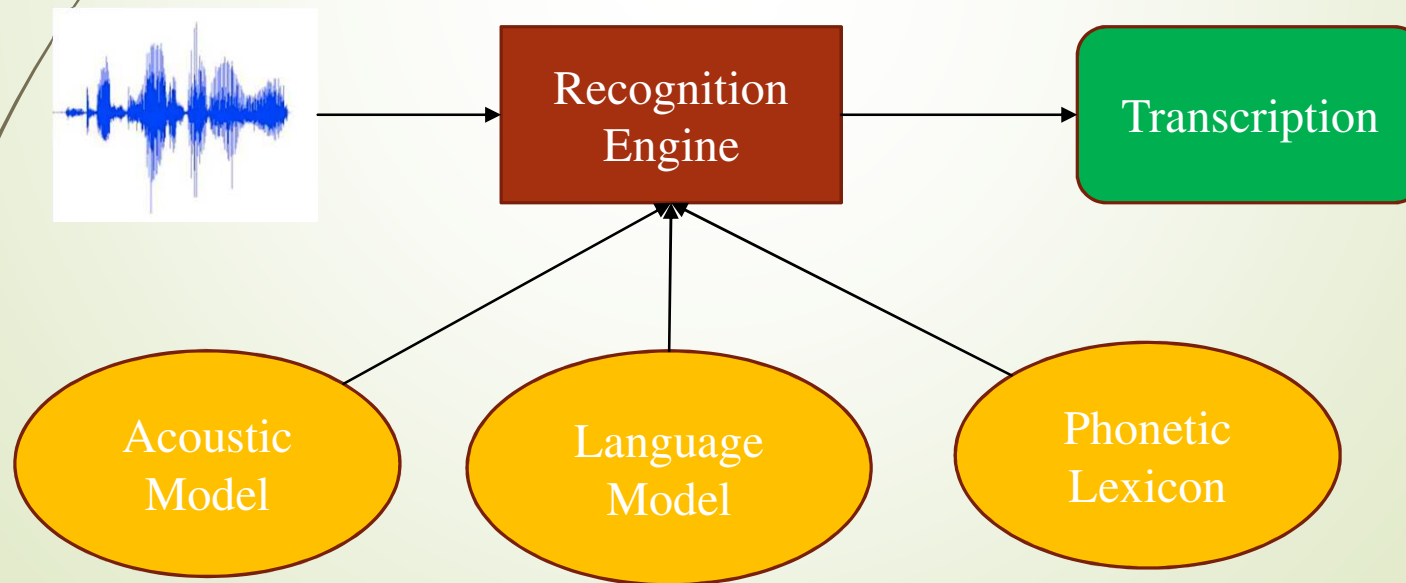 Recognition
Engine
Transcription
Acoustic
Model
Language
Model
Phonetic
Lexicon